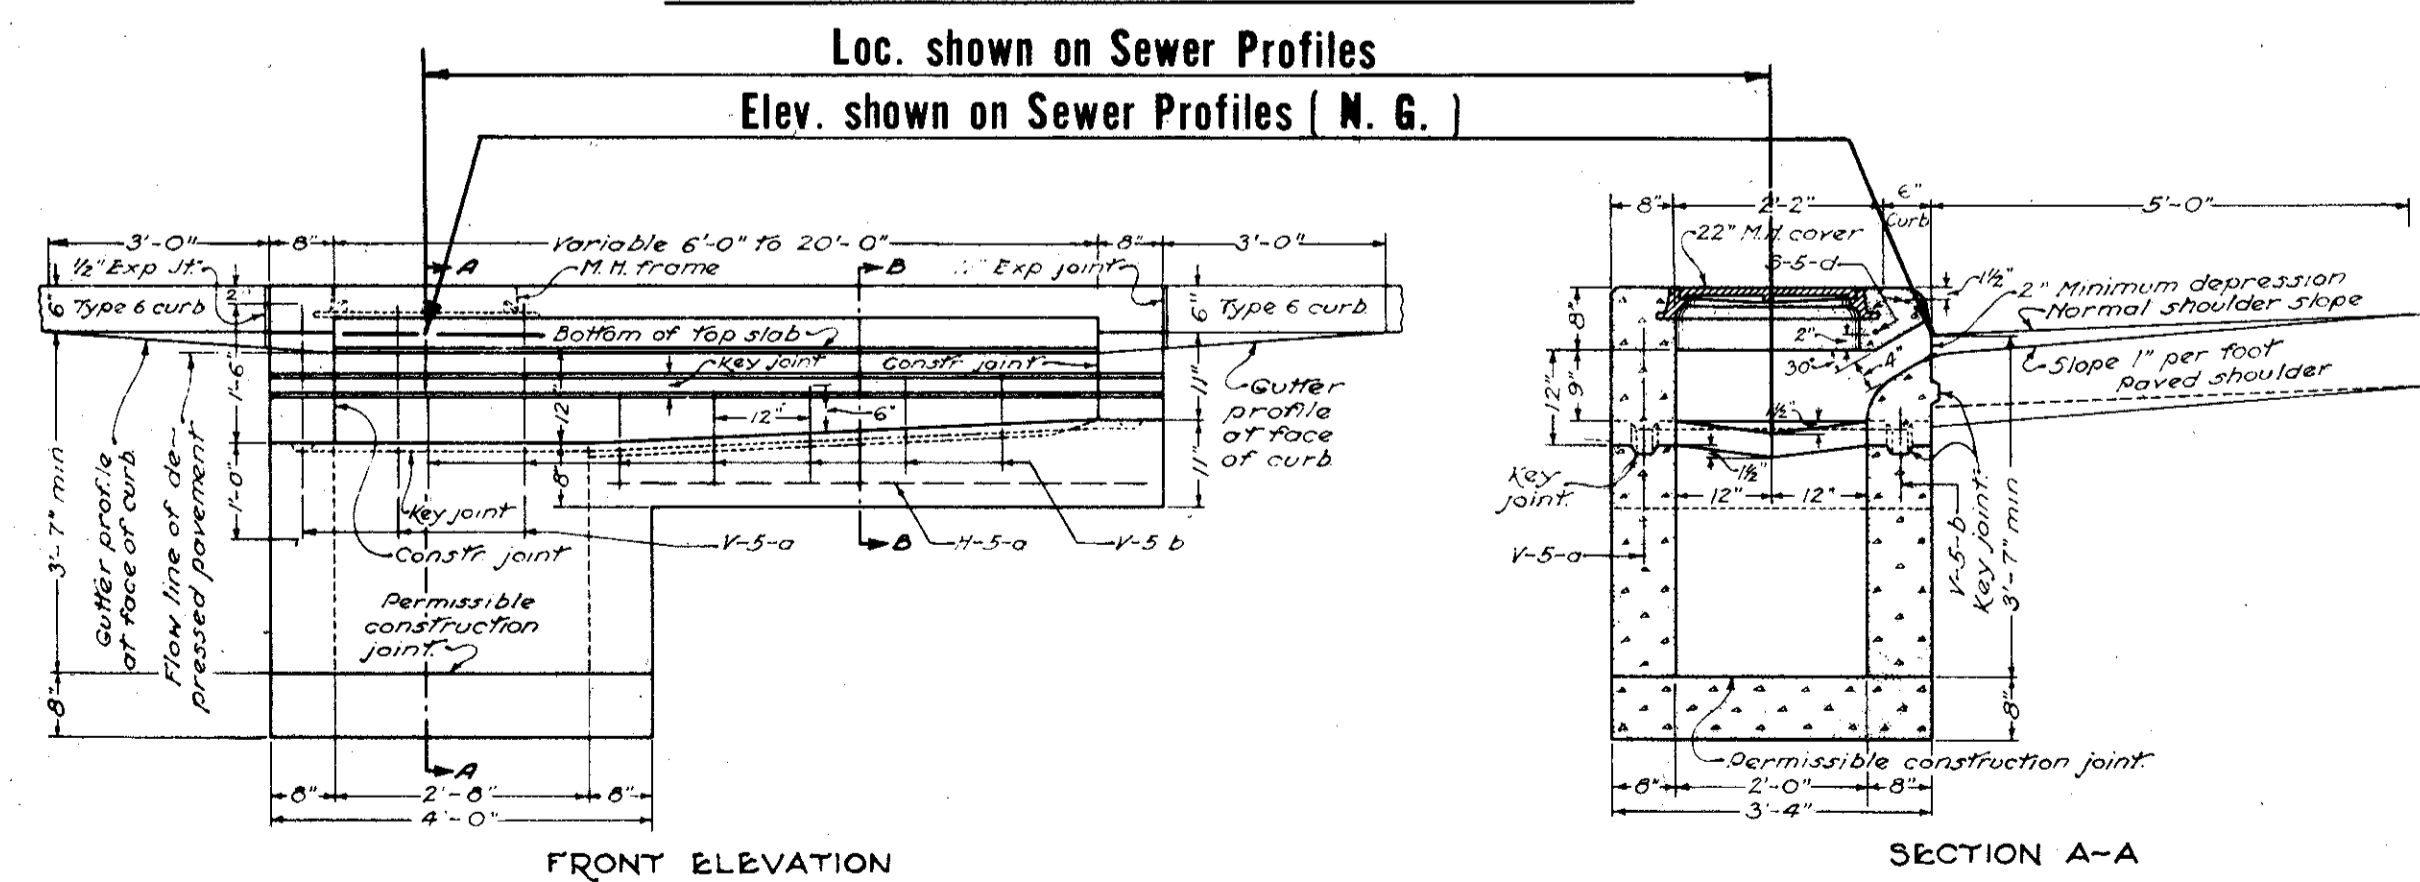 Loc. shown on Sewer Profiles
Elev. shown on Sewer Profiles ( N. G. )
3'-0"
8"
Variable 6'-0" to 20'-0"
8"
3'-0"
1/2" Exp Jt.
A
M.H. frame
B
Exp joint
6"
Type 6 curb
2"
6"
Type 6 curb
Bottom of top slab
Key joint
Constr joint
1'-6"
12"
12"
6"
11"
Gutter
profile
at face
of curb.
1'-0"
8"
11"
3'-7" min
Key joint
Constr. joint
V-5-a
B
H-5-a
V-5 b
Gutter profile
at face of curb.
Flow line of de-
pressed pavement
Permissible
construction
joint.
8"
A
8"
2'-8"
8"
4'-0"
FRONT ELEVATION
8"
2'-2"
6"
Curb
5'-0"
22" M.H. cover
S-5-d
1½"
2" Minimum depression
Normal shoulder slope
8"
2"
30°
4"
Slope 1" per foot
paved shoulder
12"
9"
1½"
1½"
Key
joint.
12"
12"
V-5-a
V-5-b
Key joint.
3'-7" min
8"
Permissible construction joint.
8"
2'-0"
8"
3'-4"
SECTION A-A